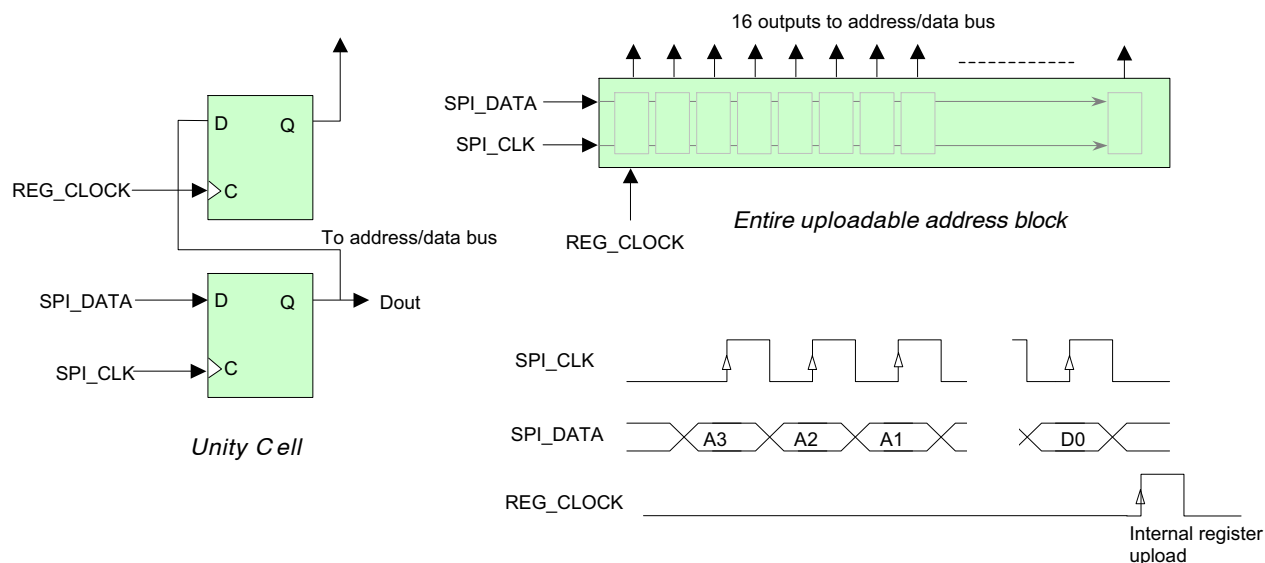 16 outputs to address/data bus
D
Q
REG_CLOCK
C
To address/data bus
SPI_DATA
D
Q
Dout
SPI_CLK
C
Unity Cell
SPI_DATA
SPI_CLK
REG_CLOCK
Entire uploadable address block
SPI_CLK
SPI_DATA
A3
A2
A1
D0
REG_CLOCK
Internal register
upload